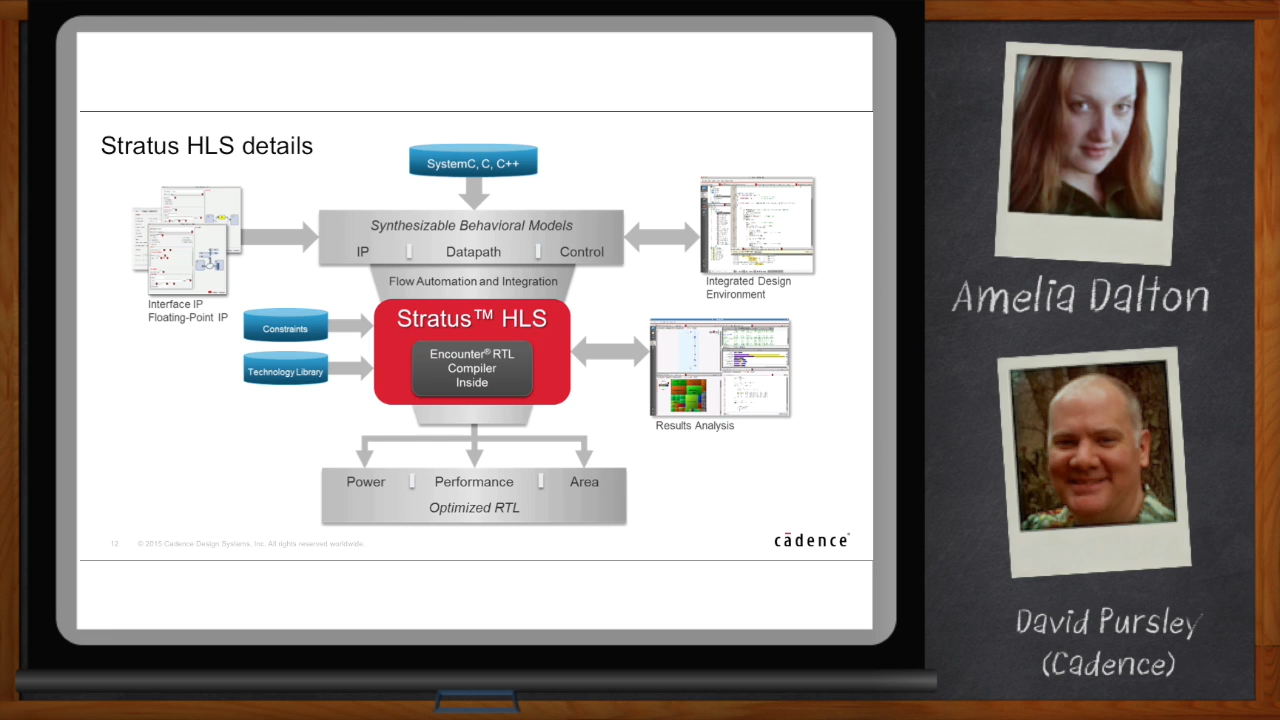 Stratus HLS details
SystemC, C, C++
Synthesizable Behavioral Models
IP
Datapath
Control
Flow Automation and Integration
Interface IP
Floating-Point IP
Integrated Design
Environment
Constraints
Technology Library
Stratus™ HLS
Encounter® RTL
Compiler
Inside
Results Analysis
Power
Performance
Area
Optimized RTL
12
© 2015 Cadence Design Systems, Inc. All rights reserved worldwide.
cādence®
Amelia Dalton
David Pursley
(Cadence)